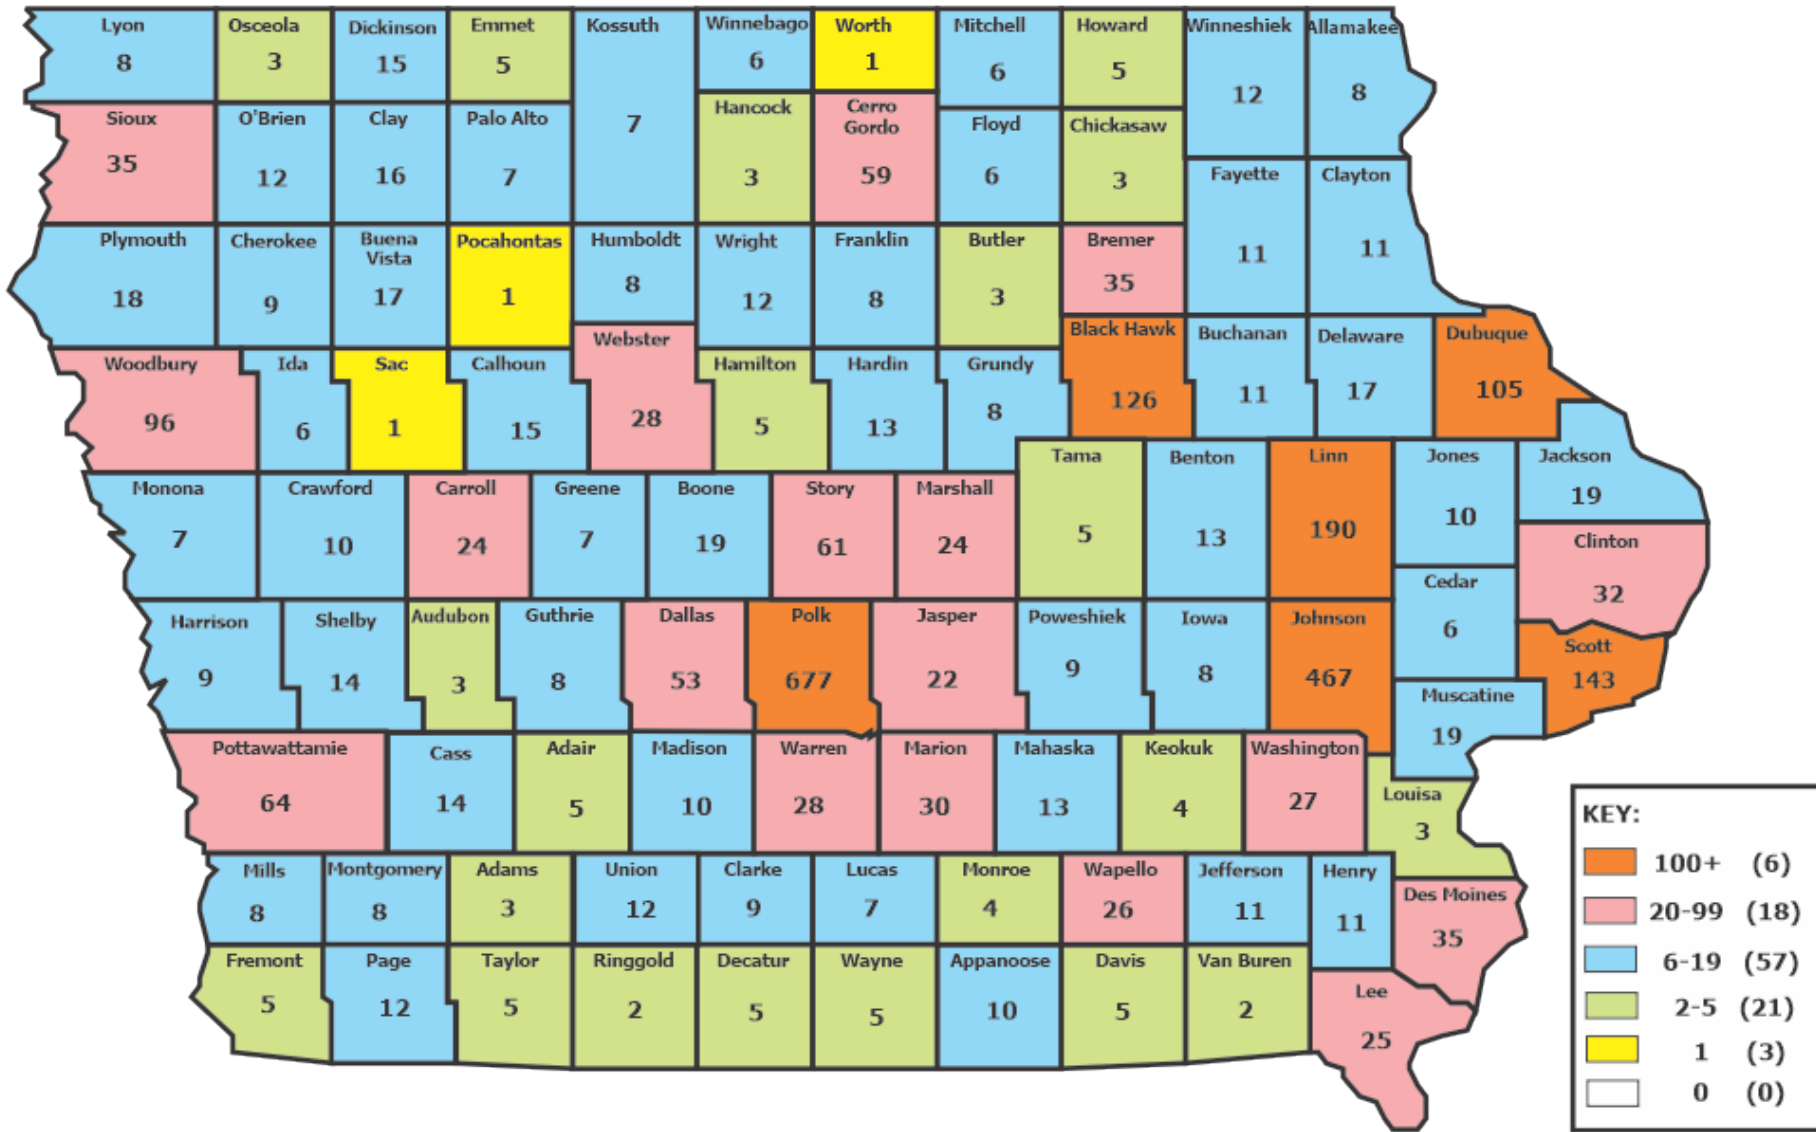 Lyon
8
Osceola
3
Dickinson
15
Emmet
5
Kossuth
7
Winnebago
6
Worth
1
Mitchell
6
Howard
5
Winneshiek
12
Allamakee
8
Sioux
35
O'Brien
12
Clay
16
Palo Alto
7
Hancock
3
Cerro
Gordo
59
Floyd
6
Chickasaw
3
Fayette
11
Clayton
11
Plymouth
18
Cherokee
9
Buena
Vista
17
Pocahontas
1
Humboldt
8
Wright
12
Franklin
8
Butler
3
Bremer
35
Woodbury
96
Ida
6
Sac
1
Calhoun
15
Webster
28
Hamilton
5
Hardin
13
Grundy
8
Black Hawk
126
Buchanan
11
Delaware
17
Dubuque
105
Monona
7
Crawford
10
Carroll
24
Greene
7
Boone
19
Story
61
Marshall
24
Tama
5
Benton
13
Linn
190
Jones
10
Jackson
19
Clinton
32
Cedar
6
Harrison
9
Shelby
14
Audubon
3
Guthrie
8
Dallas
53
Polk
677
Jasper
22
Poweshiek
9
Iowa
8
Johnson
467
Scott
143
Muscatine
19
Pottawattamie
64
Cass
14
Adair
5
Madison
10
Warren
28
Marion
30
Mahaska
13
Keokuk
4
Washington
27
Louisa
3
Mills
8
Montgomery
8
Adams
3
Union
12
Clarke
9
Lucas
7
Monroe
4
Wapello
26
Jefferson
11
Henry
11
Des Moines
35
Fremont
5
Page
12
Taylor
5
Ringgold
2
Decatur
5
Wayne
5
Appanoose
10
Davis
5
Van Buren
2
Lee
25
KEY:
100+ (6)
20-99 (18)
6-19 (57)
2-5 (21)
1 (3)
0 (0)